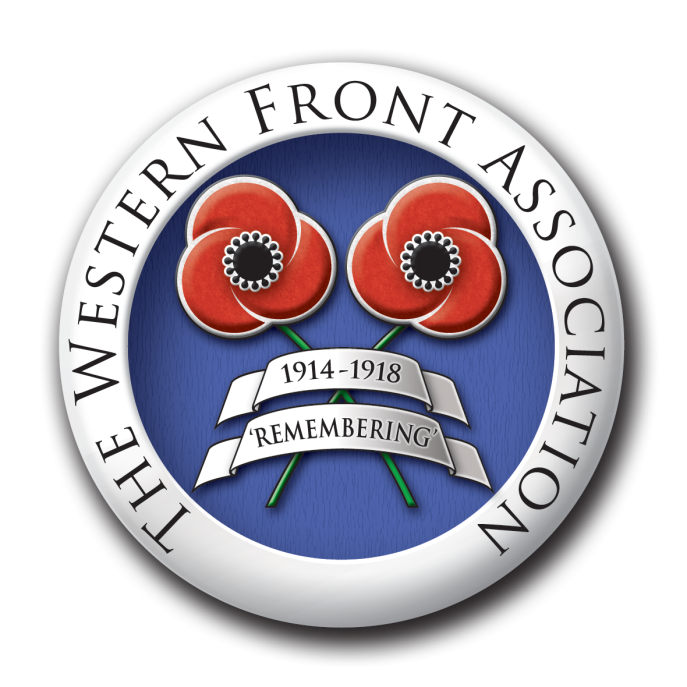 THE WESTERN FRONT ASSOCIATION
1914-1918
'REMEMBERING'